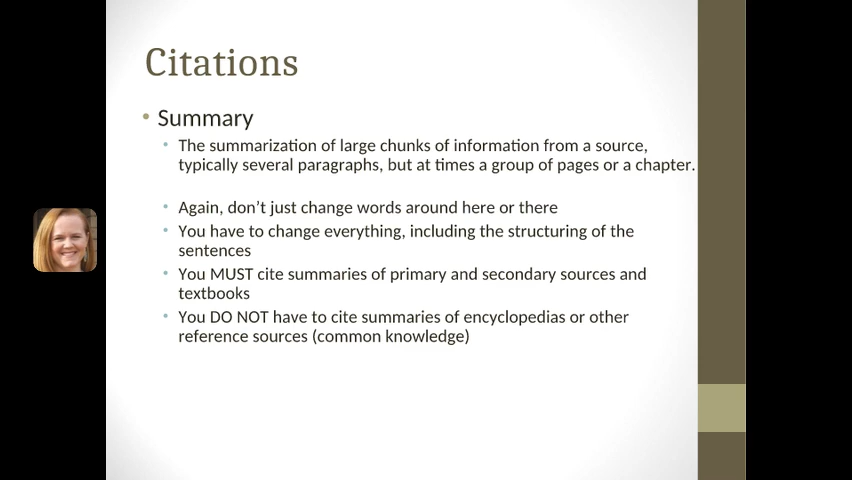 Citations
• Summary
• The summarization of large chunks of information from a source,
typically several paragraphs, but at times a group of pages or a chapter.
• Again, don’t just change words around here or there
• You have to change everything, including the structuring of the
sentences
• You MUST cite summaries of primary and secondary sources and
textbooks
• You DO NOT have to cite summaries of encyclopedias or other
reference sources (common knowledge)